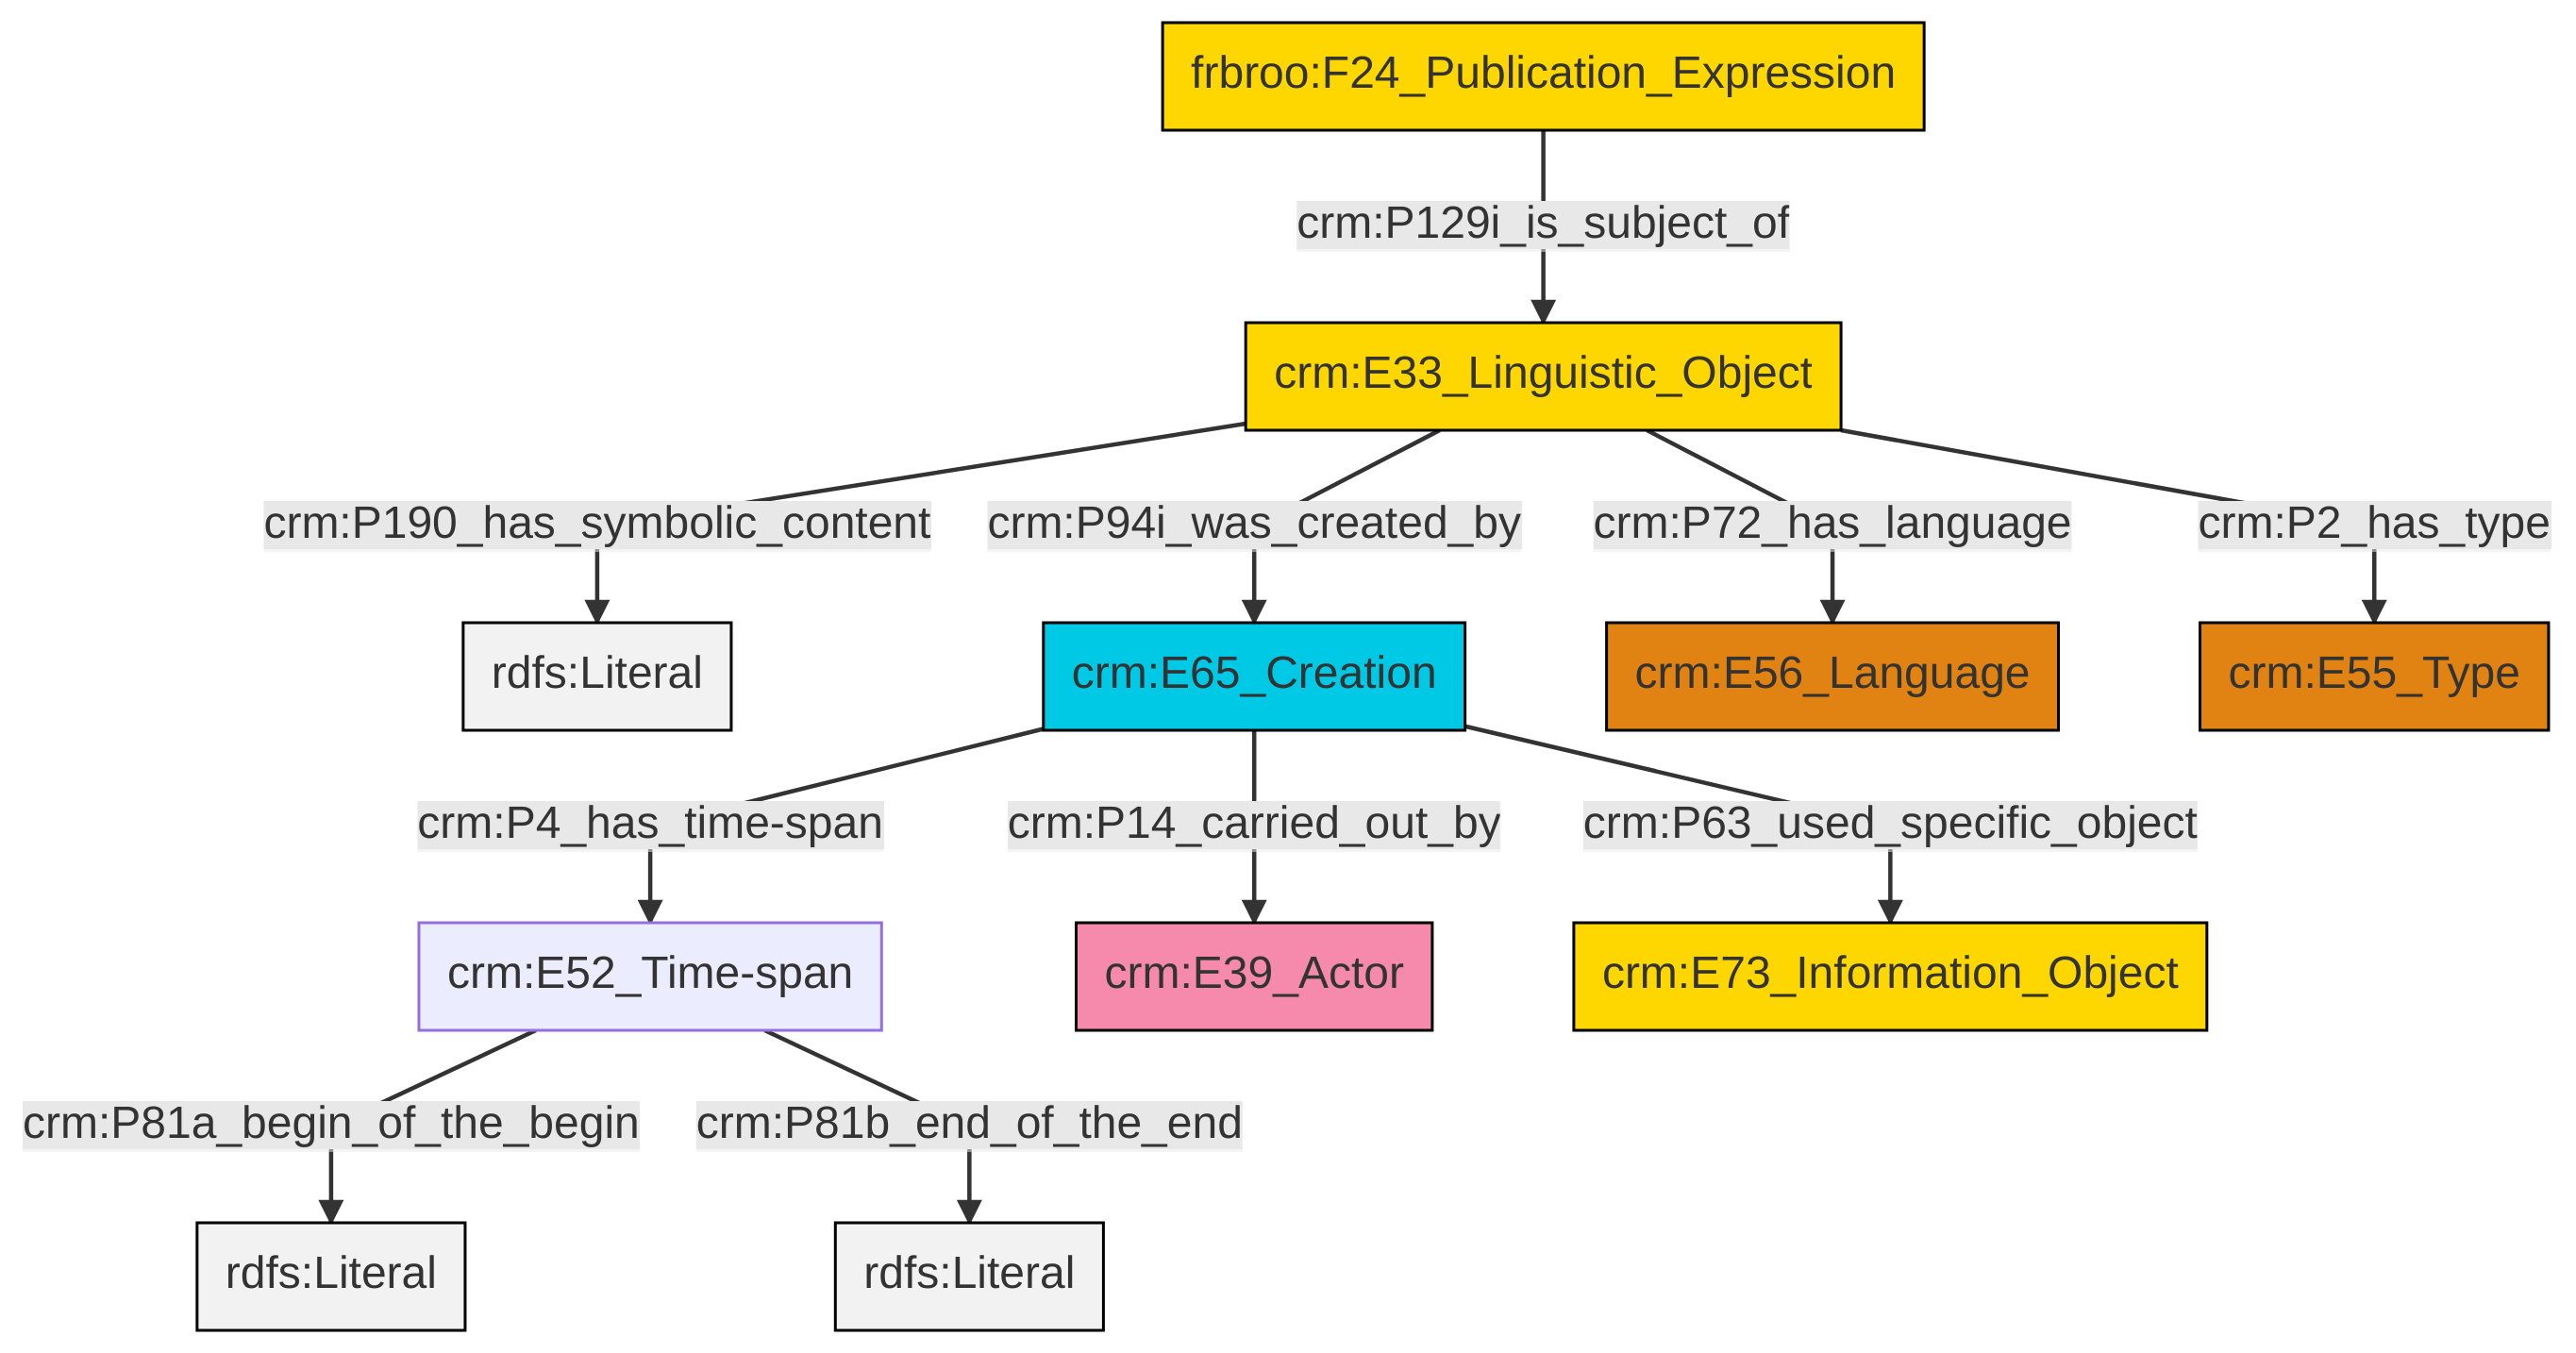 frbroo:F24_Publication_Expression
crm:P129i_is_subject_of
crm:E33_Linguistic_Object
crm:P190_has_symbolic_content
crm:P94i_was_created_by
crm:P72_has_language
crm:P2_has_type
rdfs:Literal
crm:E65_Creation
crm:E56_Language
crm:E55_Type
crm:P4_has_time-span
crm:P14_carried_out_by
crm:P63_used_specific_object
crm:E52_Time-span
crm:E39_Actor
crm:E73_Information_Object
crm:P81a_begin_of_the_begin
crm:P81b_end_of_the_end
rdfs:Literal
rdfs:Literal